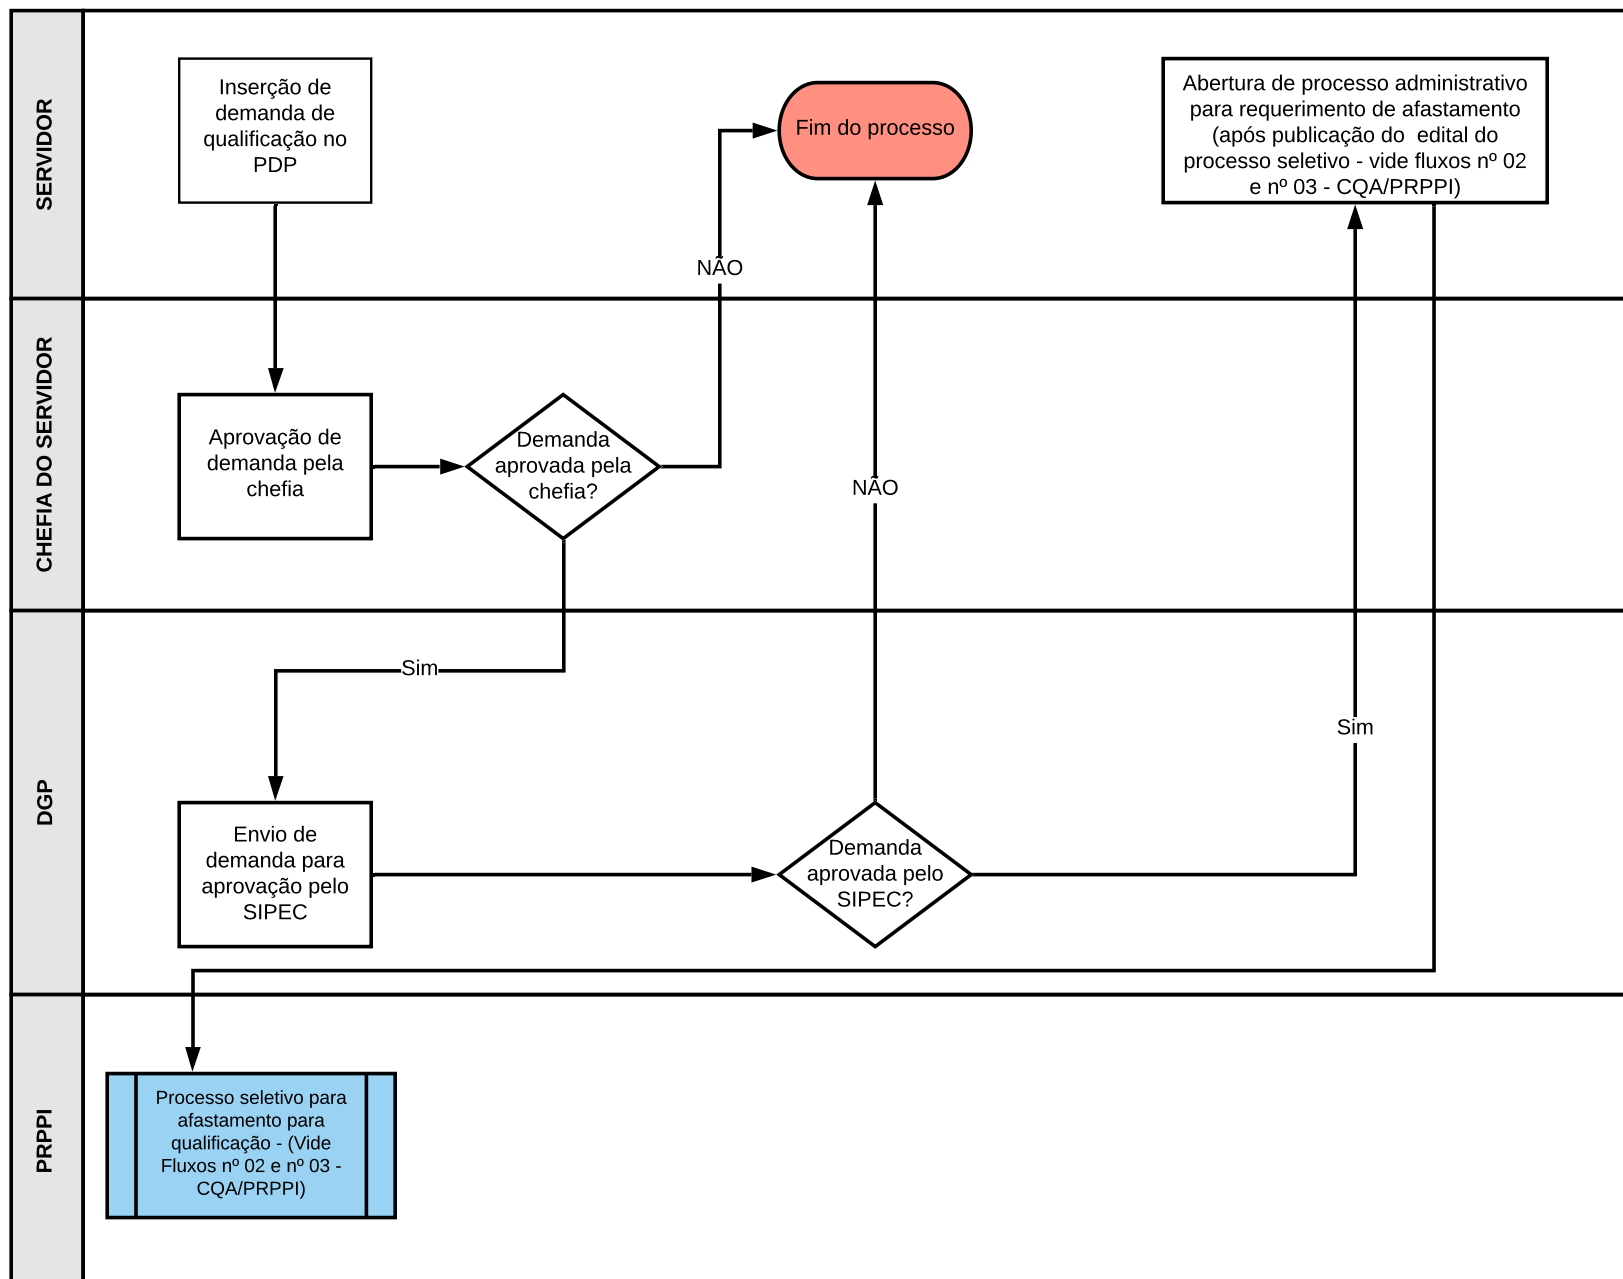 SERVIDOR
Inserção de
demanda de
qualificação no
PDP
Fim do processo
Abertura de processo administrativo
para requerimento de afastamento
(após publicação do  edital do
processo seletivo - vide fluxos nº 02
e nº 03 - CQA/PRPPI)
NÃO
CHEFIA DO SERVIDOR
Aprovação de
demanda pela
chefia
Demanda
aprovada pela
chefia?
NÃO
DGP
Sim
Sim
Envio de
demanda para
aprovação pelo
SIPEC
Demanda
aprovada pelo
SIPEC?
PRPPI
Processo seletivo para
afastamento para
qualificação - (Vide
Fluxos nº 02 e nº 03 -
CQA/PRPPI)